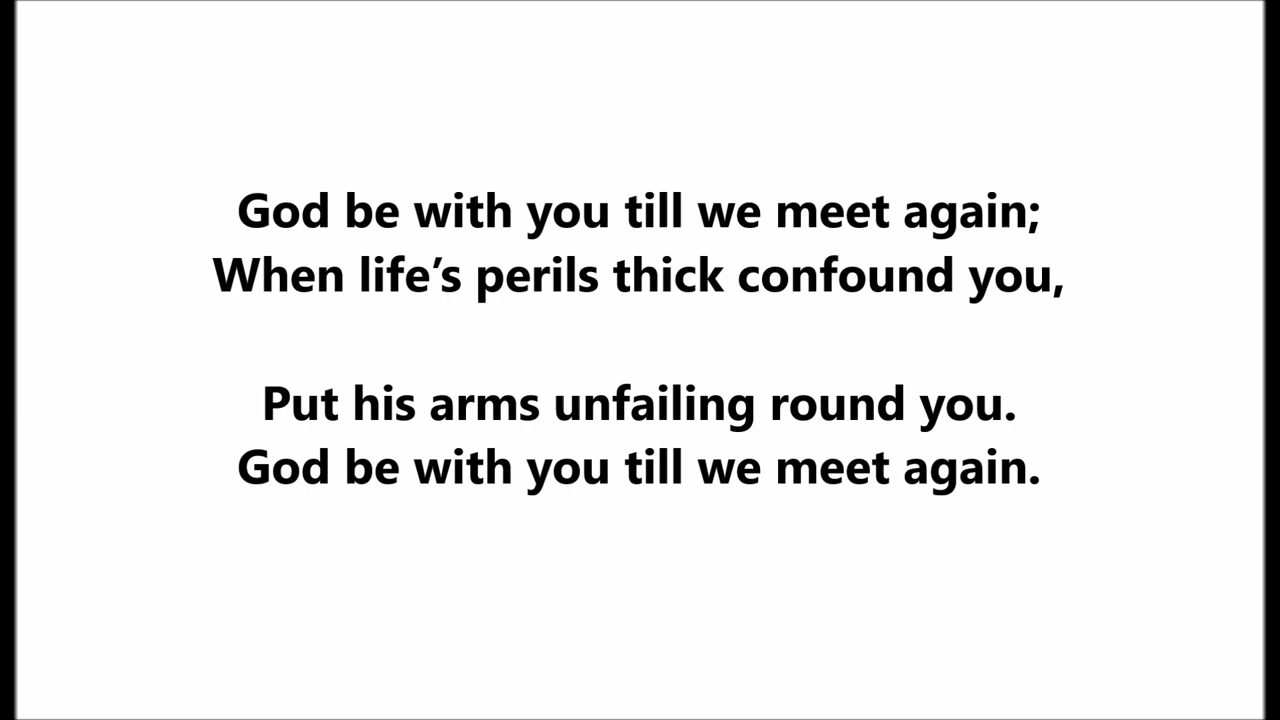 God be with you till we meet again;
When life’s perils thick confound you,
Put his arms unfailing round you.
God be with you till we meet again.